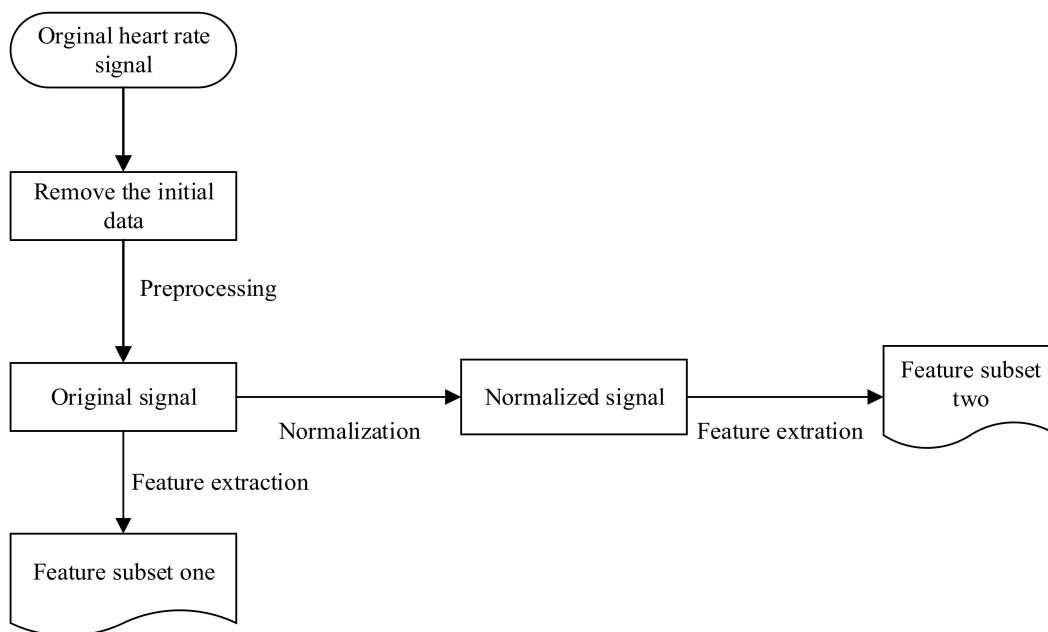 Orginal heart rate
signal
Remove the initial
data
Preprocessing
Original signal
Normalization
Normalized signal
Feature extration
Feature subset
two
Feature extraction
Feature subset one